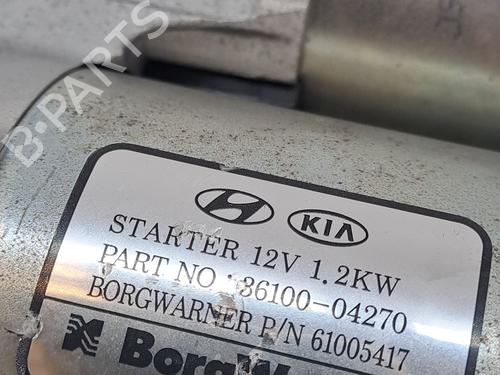 B-PARTS
KIA
STARTER 12V 1.2KW
PART NO : 36100-04270
BORGWARNER P/N 61005417